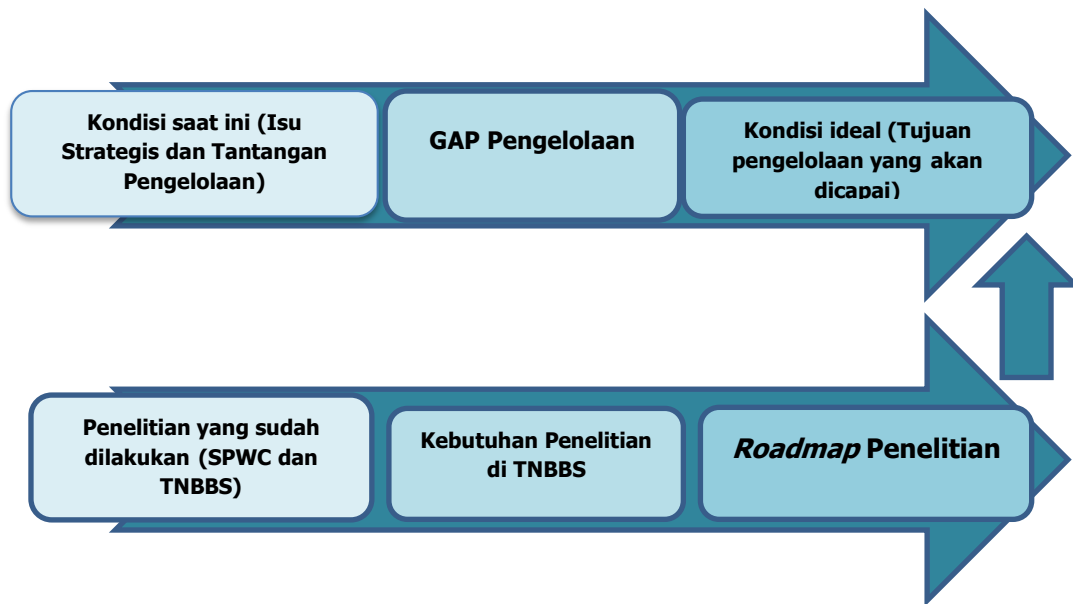 Kondisi saat ini (Isu
Strategis dan Tantangan
Pengelolaan)
GAP Pengelolaan
Kondisi ideal (Tujuan
pengelolaan yang akan
dicapai)
Penelitian yang sudah
dilakukan (SPWC dan
TNBBS)
Kebutuhan Penelitian
di TNBBS
Roadmap Penelitian